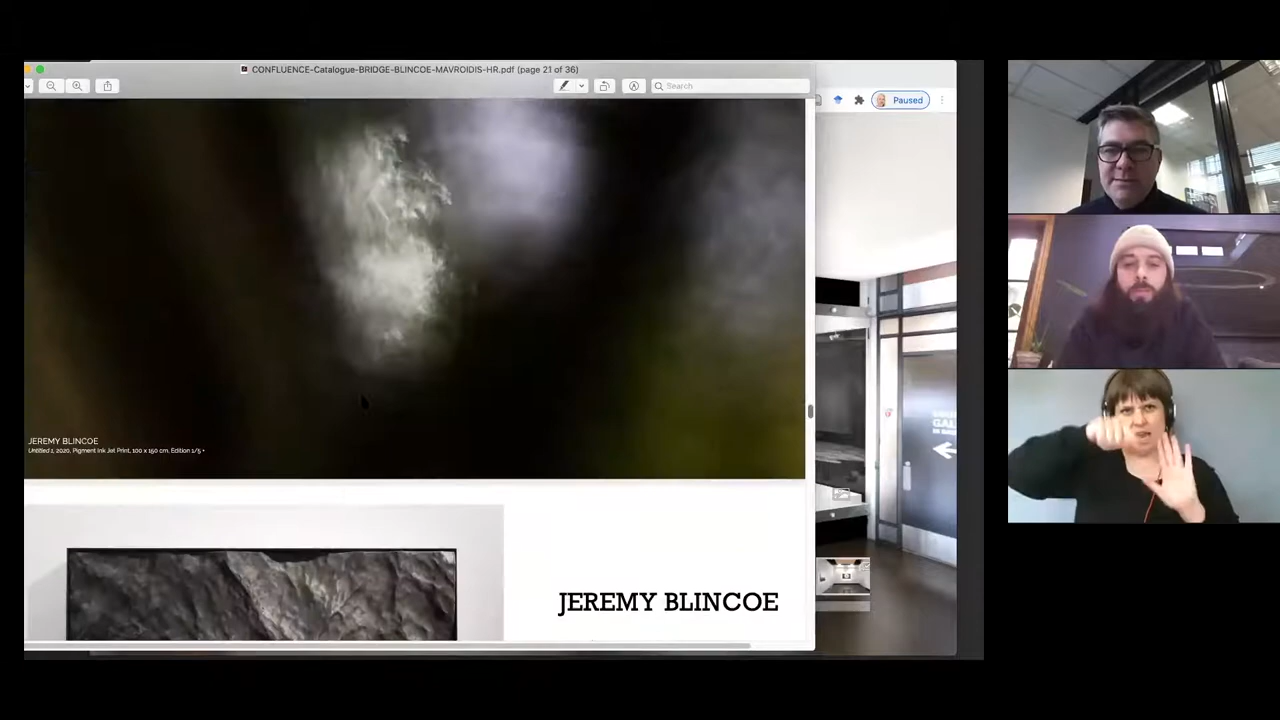 CONFLUENCE-Catalogue-BRIDGE-BLINCOE-MAVROIDIS-HR.pdf (page 21 of 36)
Search
Paused
JEREMY BLINCOE
Untitled 1, 2020, Pigment Ink Jet Print, 100 x 150 cm, Edition 1/5 +
JEREMY BLINCOE